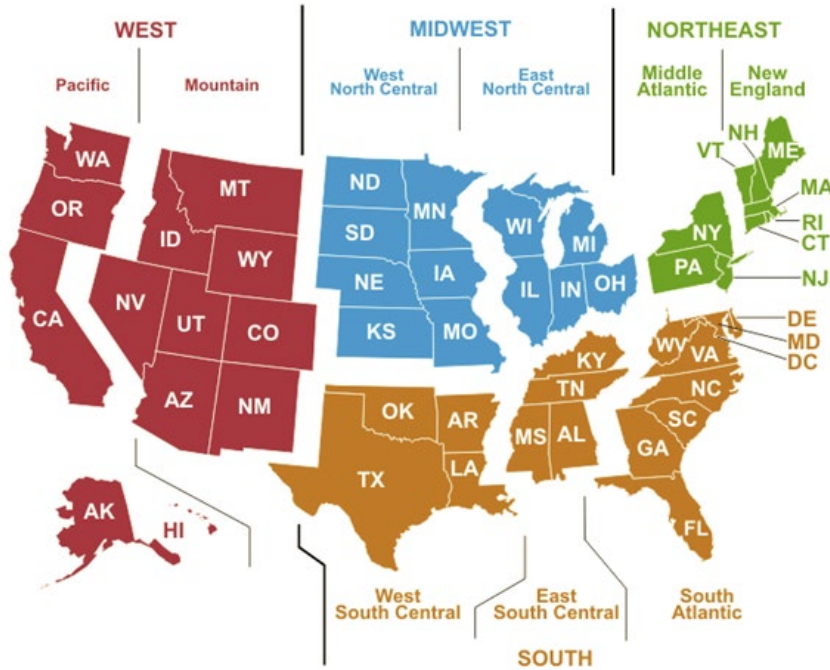 WEST
MIDWEST
NORTHEAST
Pacific
Mountain
West
North Central
East
North Central
Middle
Atlantic
New
England
WA
OR
CA
MT
ID
WY
NV
UT
CO
AZ
NM
AK
HI
ND
SD
NE
KS
MN
IA
MO
WI
MI
IL
IN
OH
NH
VT
ME
MA
RI
CT
NY
PA
NJ
DE
MD
DC
WV
VA
KY
TN
NC
SC
GA
FL
OK
AR
TX
LA
MS
AL
West
South Central
East
South Central
South
Atlantic
SOUTH